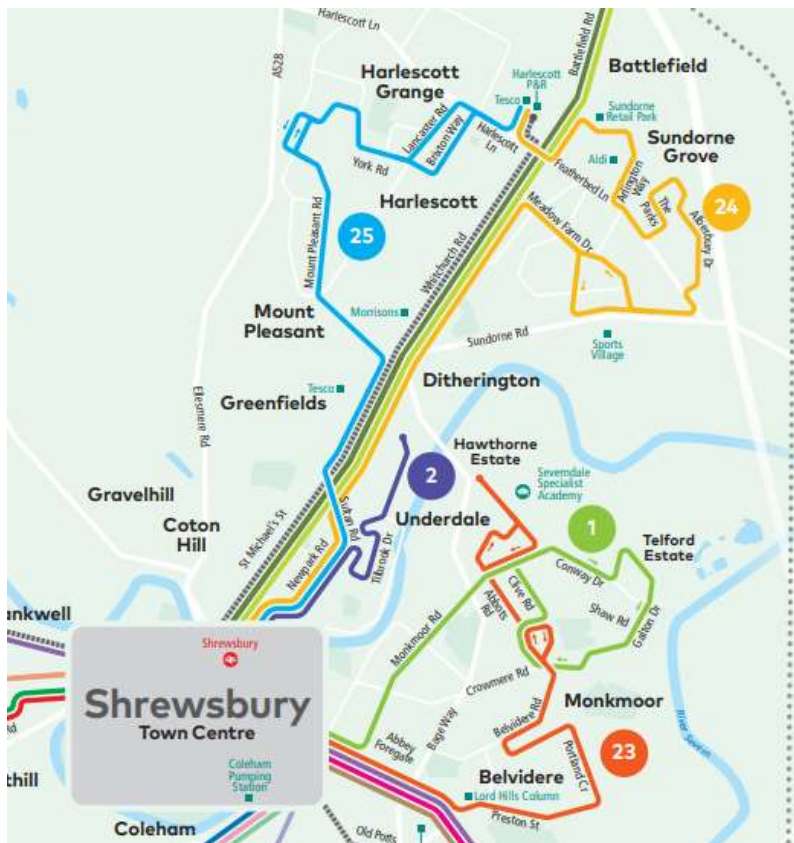 Harlescott Ln
A528
Battlefield Rd
Harlescott
Grange
Harlescott
P&R
Tesco
Battlefield
Sundorne
Retail Park
Lancaster Rd
Brixton Way
Harlescott
Ln
Sundorne
Grove
Aldi
York Rd
Featherbed Ln
Arlington
Way
The
Parks
24
Harlescott
Meadow Farm Dr
Albrighton Dr
25
Mount Pleasant Rd
Whitchurch Rd
Mount
Pleasant
Morrisons
Sundorne Rd
Sports
Village
Tesco
Ditherington
Greenfields
Ellesmere Rd
Hawthorne
Estate
2
Severndale
Specialist
Academy
Gravelhill
Coton
Hill
St Michael's St
Sultan Rd
Underdale
1
Telford
Estate
Newpark Rd
Tilbrook Dr
Conway Dr
Clive Rd
Abbots
Rd
Shaw Rd
Galton Dr
ankwell
Monkmoor Rd
Shrewsbury
Crowmere Rd
Monkmoor
Shrewsbury
Town Centre
Belvidere Rd
River Severn
Rd
Abbey
Foregate
Bage Way
23
Portland Cr
thill
Coleham
Pumping
Station
Belvidere
Lord Hills Column
Preston St
Coleham
Old Potts